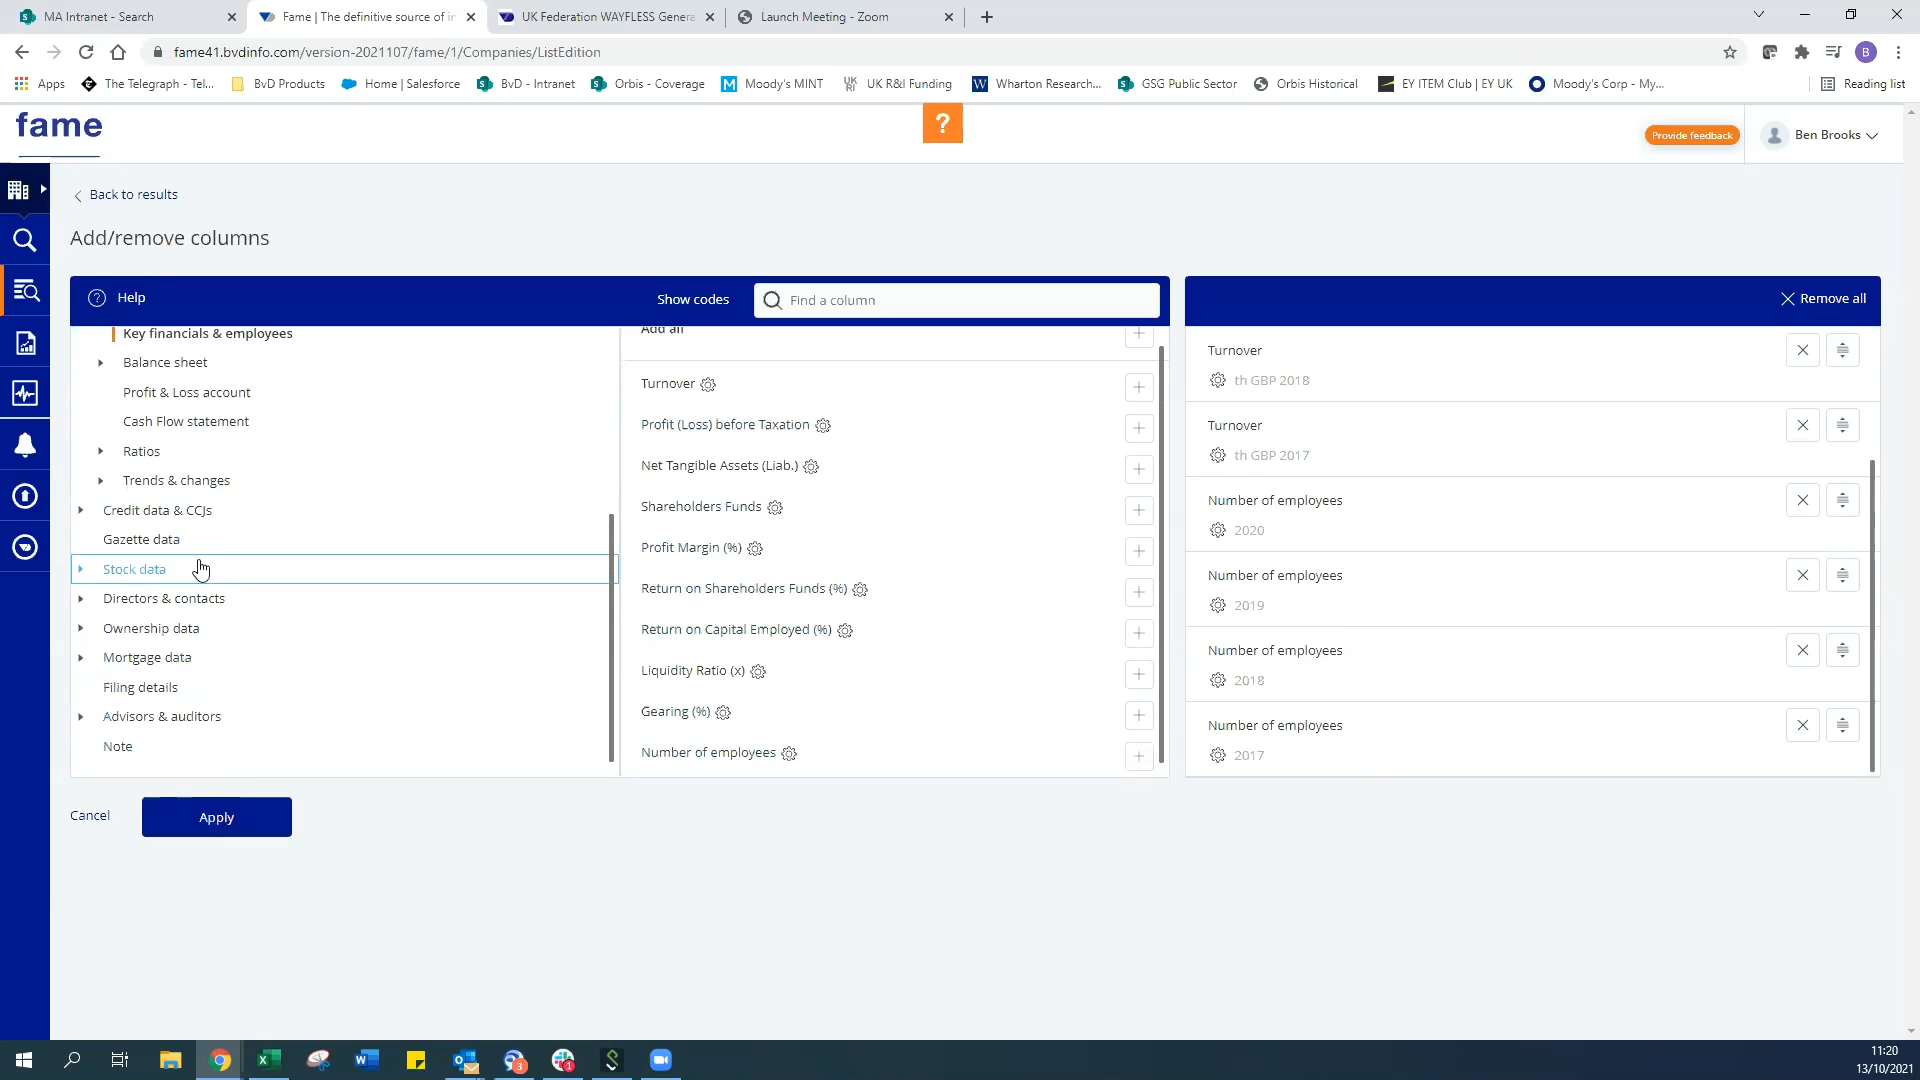 MA Intranet - Search
Fame | The definitive source of in
UK Federation WAYFLESS Genera
Launch Meeting - Zoom
fame41.bvdinfo.com/version-2021107/fame/1/Companies/ListEdition
B
Apps
The Telegraph - Tel...
BvD Products
Home | Salesforce
BvD - Intranet
Orbis - Coverage
Moody's MINT
UK R&I Funding
Wharton Research...
GSG Public Sector
Orbis Historical
EY ITEM Club | EY UK
Moody's Corp - My...
Reading list
fame
?
Provide feedback
Ben Brooks
Back to results
Add/remove columns
? Help
Show codes
Find a column
Remove all
Key financials & employees
Balance sheet
Profit & Loss account
Cash Flow statement
Ratios
Trends & changes
Credit data & CCJs
Gazette data
Stock data
Directors & contacts
Ownership data
Mortgage data
Filing details
Advisors & auditors
Note
Add all
Turnover
Profit (Loss) before Taxation
Net Tangible Assets (Liab.)
Shareholders Funds
Profit Margin (%)
Return on Shareholders Funds (%)
Return on Capital Employed (%)
Liquidity Ratio (x)
Gearing (%)
Number of employees
Turnover
th GBP 2018
Turnover
th GBP 2017
Number of employees
2020
Number of employees
2019
Number of employees
2018
Number of employees
2017
Cancel
Apply
3
1
11:20
13/10/2021